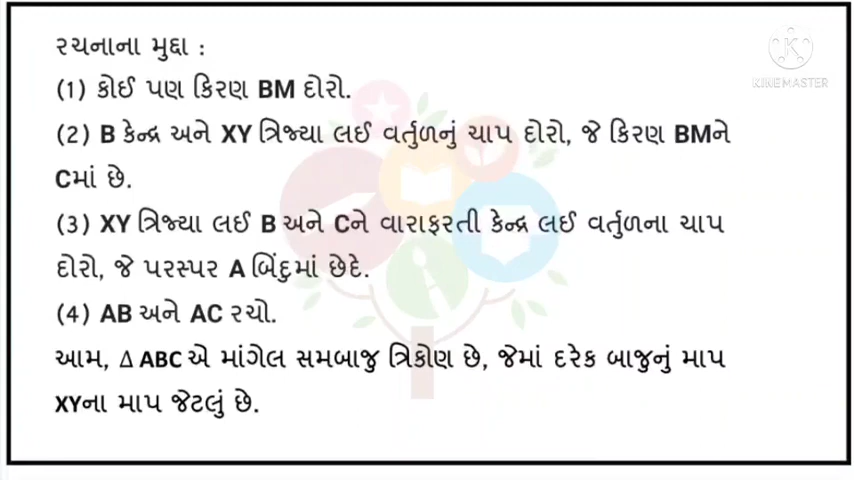 રચનાના મુદ્દા :
(1) કોઈ પણ કિરણ BM દોરો.
(2) B કેન્દ્ર અને XY ત્રિજ્યા લઈ વર્તુળનું ચાપ દોરો, જે કિરણ BMને
Cમાં છે.
(3) XY ત્રિજ્યા લઈ B અને Cને વારાફરતી કેન્દ્ર લઈ વર્તુળના ચાપ
દોરો, જે પરસ્પર A બિંદુમાં છેદે.
(4) AB અને AC રચો.
આમ, Δ ABC એ માંગેલ સમબાજુ ત્રિકોણ છે, જેમાં દરેક બાજુનું માપ
XYના માપ જેટલું છે.
KINEMASTER